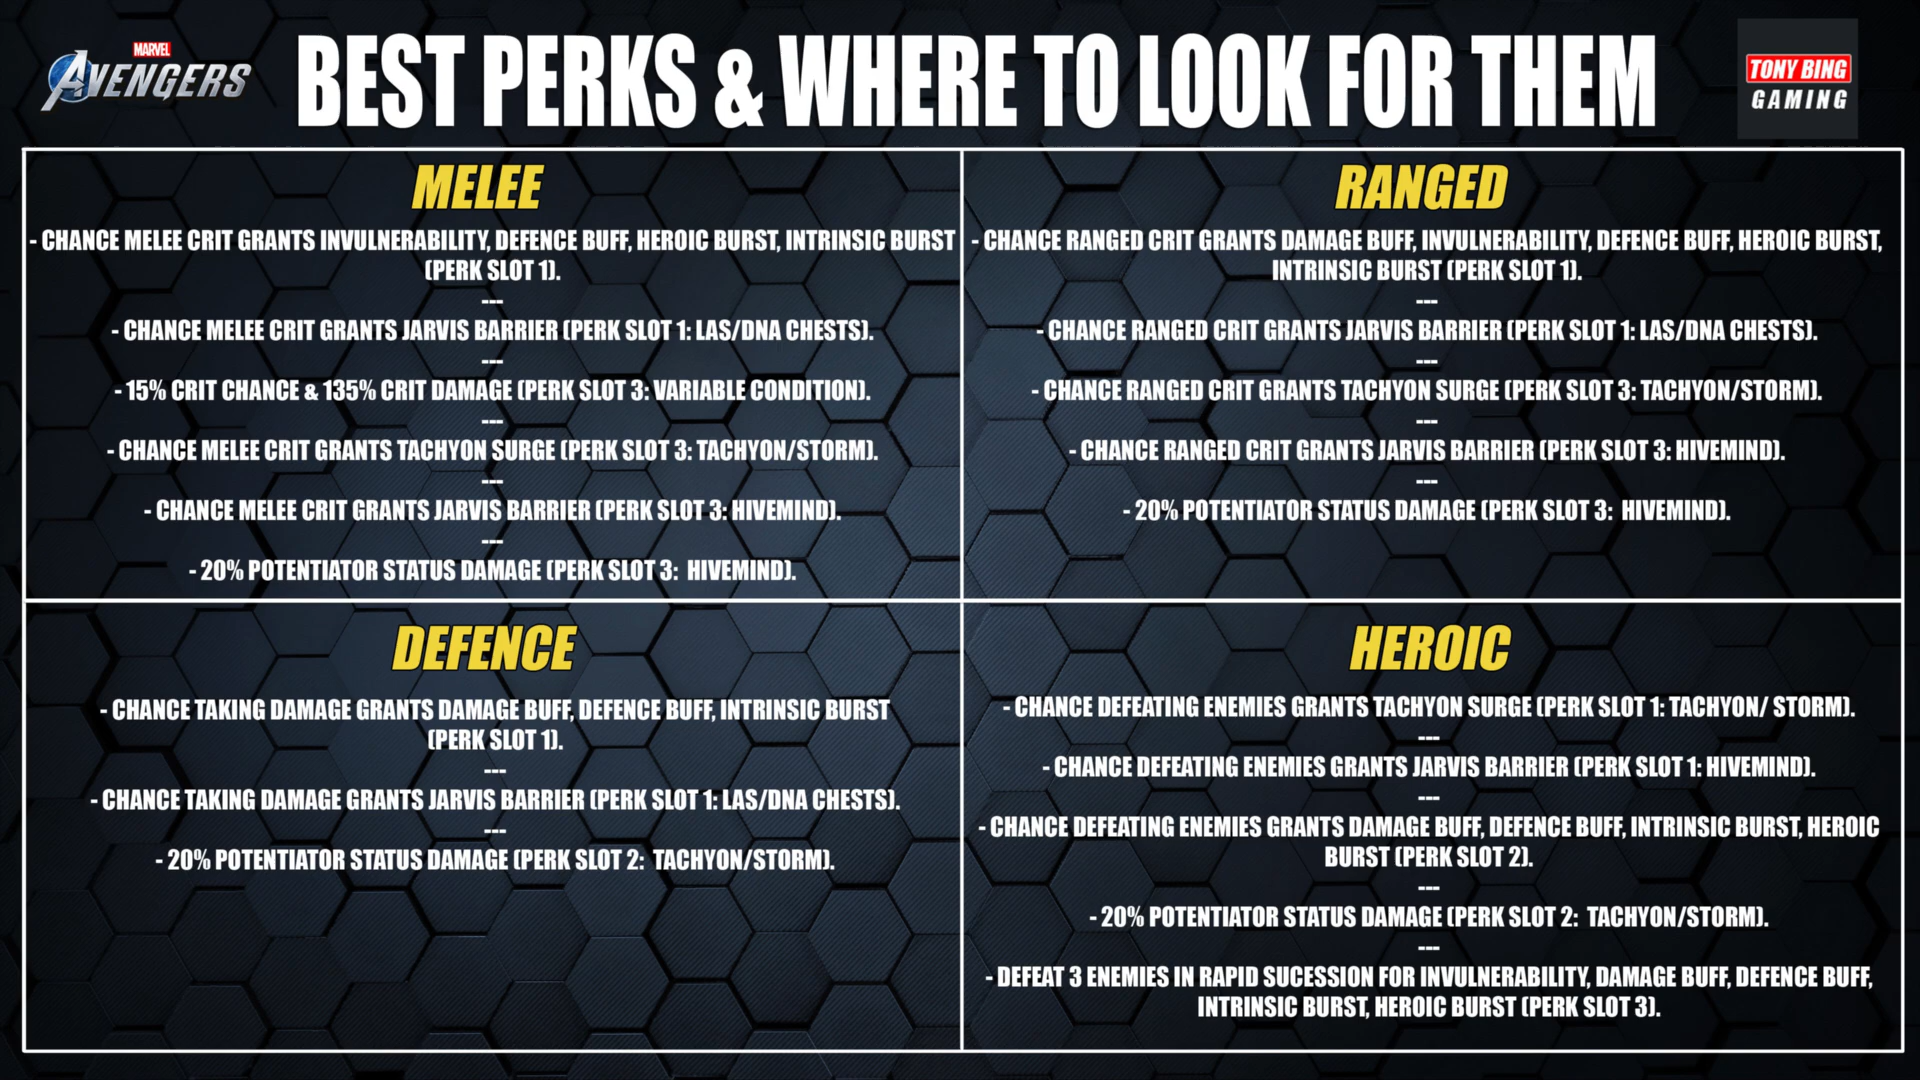 MARVEL
AVENGERS
BEST PERKS & WHERE TO LOOK FOR THEM
TONY BING
GAMING
MELEE
- CHANCE MELEE CRIT GRANTS INVULNERABILITY, DEFENCE BUFF, HEROIC BURST, INTRINSIC BURST
(PERK SLOT 1).
---
- CHANCE MELEE CRIT GRANTS JARVIS BARRIER (PERK SLOT 1: LAS/DNA CHESTS).
---
- 15% CRIT CHANCE & 135% CRIT DAMAGE (PERK SLOT 3: VARIABLE CONDITION).
---
- CHANCE MELEE CRIT GRANTS TACHYON SURGE (PERK SLOT 3: TACHYON/STORM).
---
- CHANCE MELEE CRIT GRANTS JARVIS BARRIER (PERK SLOT 3: HIVEMIND).
---
- 20% POTENTIATOR STATUS DAMAGE (PERK SLOT 3:  HIVEMIND).
RANGED
- CHANCE RANGED CRIT GRANTS DAMAGE BUFF, INVULNERABILITY, DEFENCE BUFF, HEROIC BURST,
INTRINSIC BURST (PERK SLOT 1).
---
- CHANCE RANGED CRIT GRANTS JARVIS BARRIER (PERK SLOT 1: LAS/DNA CHESTS).
---
- CHANCE RANGED CRIT GRANTS TACHYON SURGE (PERK SLOT 3: TACHYON/STORM).
---
- CHANCE RANGED CRIT GRANTS JARVIS BARRIER (PERK SLOT 3: HIVEMIND).
---
- 20% POTENTIATOR STATUS DAMAGE (PERK SLOT 3:  HIVEMIND).
DEFENCE
- CHANCE TAKING DAMAGE GRANTS DAMAGE BUFF, DEFENCE BUFF, INTRINSIC BURST
(PERK SLOT 1).
---
- CHANCE TAKING DAMAGE GRANTS JARVIS BARRIER (PERK SLOT 1: LAS/DNA CHESTS).
---
- 20% POTENTIATOR STATUS DAMAGE (PERK SLOT 2:  TACHYON/STORM).
HEROIC
- CHANCE DEFEATING ENEMIES GRANTS TACHYON SURGE (PERK SLOT 1: TACHYON/ STORM).
---
- CHANCE DEFEATING ENEMIES GRANTS JARVIS BARRIER (PERK SLOT 1: HIVEMIND).
---
- CHANCE DEFEATING ENEMIES GRANTS DAMAGE BUFF, DEFENCE BUFF, INTRINSIC BURST, HEROIC
BURST (PERK SLOT 2).
---
- 20% POTENTIATOR STATUS DAMAGE (PERK SLOT 2:  TACHYON/STORM).
---
- DEFEAT 3 ENEMIES IN RAPID SUCESSION FOR INVULNERABILITY, DAMAGE BUFF, DEFENCE BUFF,
INTRINSIC BURST, HEROIC BURST (PERK SLOT 3).